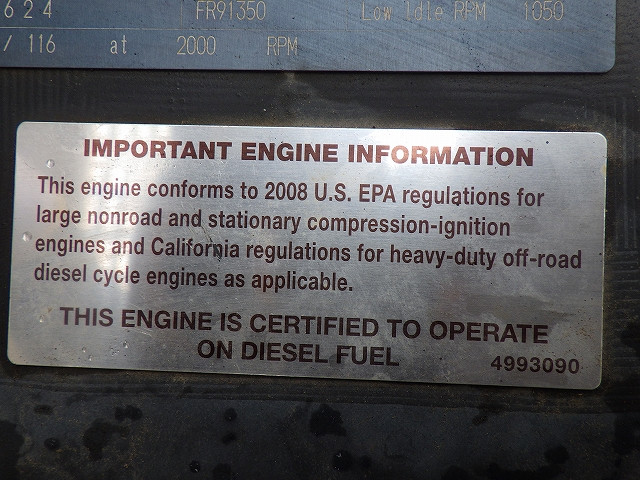 624 FR91350 Low Idle RPM 1050
/ 116 at 2000 RPM
IMPORTANT ENGINE INFORMATION
This engine conforms to 2008 U.S. EPA regulations for
large nonroad and stationary compression-ignition
engines and California regulations for heavy-duty off-road
diesel cycle engines as applicable.
THIS ENGINE IS CERTIFIED TO OPERATE
ON DIESEL FUEL 4993090